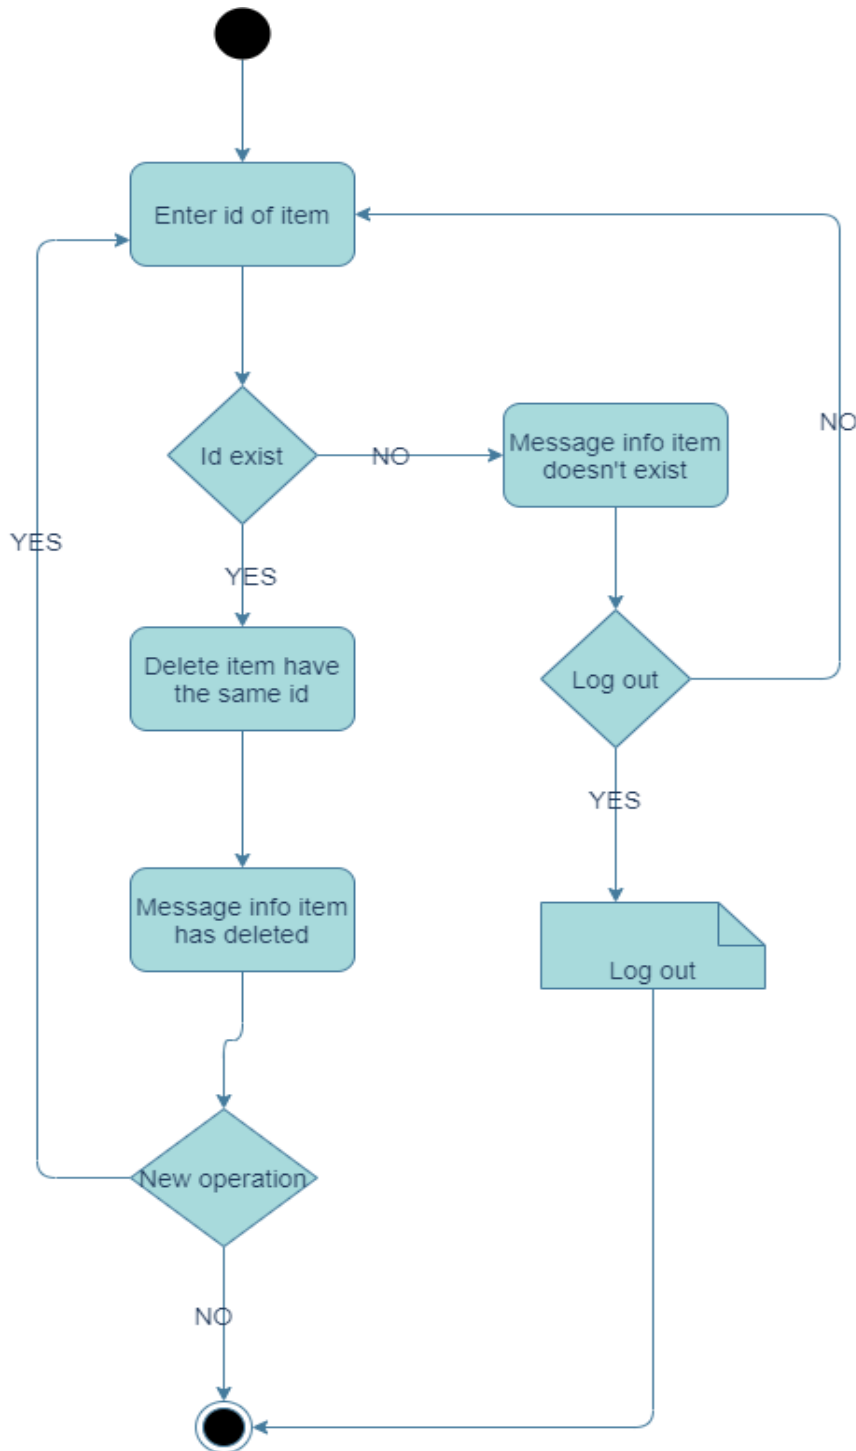 Enter id of item
NO
Id exist
NO
Message info item
doesn't exist
YES
YES
Delete item have
the same id
Log out
YES
Message info item
has deleted
Log out
New operation
NO